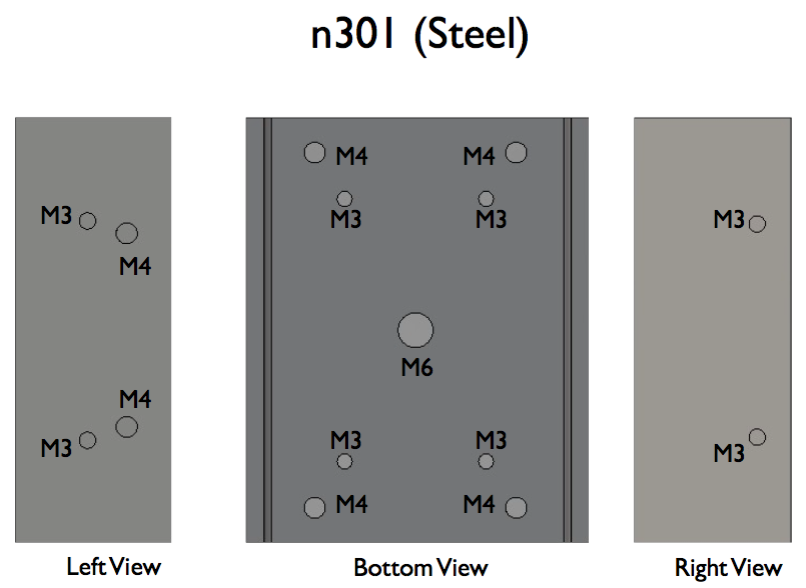 n301 (Steel)
M3
M4
M4
M3
Left View
M4 M4
M3 M3
M6
M3 M3
M4 M4
Bottom View
M3
M3
Right View